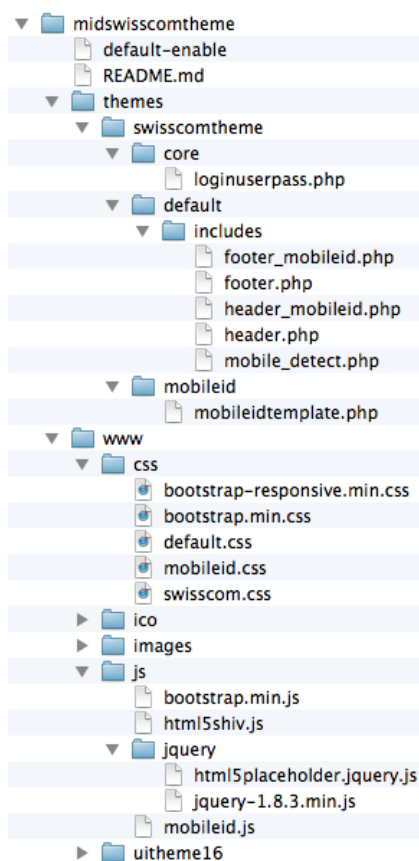 midswisscomtheme
default-enable
README.md
themes
swisscomtheme
core
loginuserpass.php
default
includes
footer_mobileid.php
footer.php
header_mobileid.php
header.php
mobile_detect.php
mobileid
mobileidtemplate.php
www
css
bootstrap-responsive.min.css
bootstrap.min.css
default.css
mobileid.css
swisscom.css
ico
images
js
bootstrap.min.js
html5shiv.js
jquery
html5placeholder.jquery.js
jquery-1.8.3.min.js
mobileid.js
uitheme16